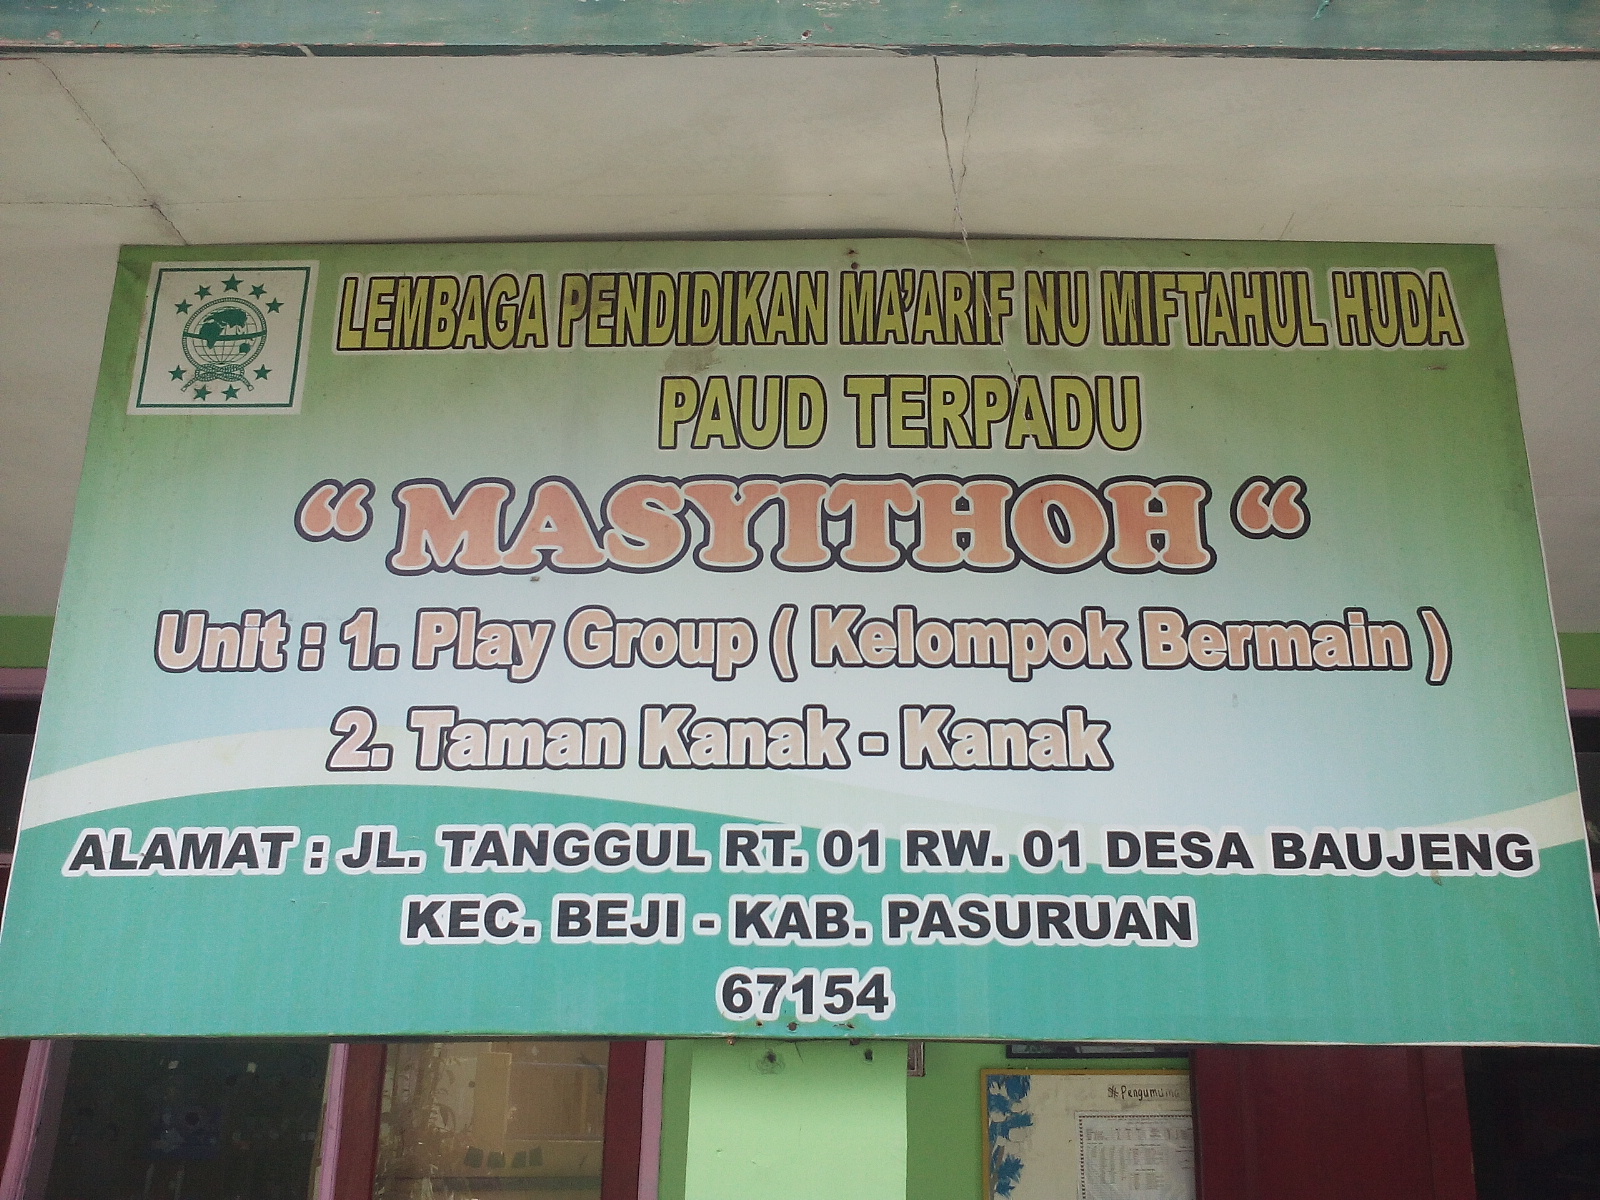 LEMBAGA PENDIDIKAN MA'ARIF NU MIFTAHUL HUDA
PAUD TERPADU
“ MASYITHOH “
Unit : 1. Play Group ( Kelompok Bermain )
2. Taman Kanak - Kanak
ALAMAT : JL. TANGGUL RT. 01 RW. 01 DESA BAUJENG
KEC. BEJI - KAB. PASURUAN
67154